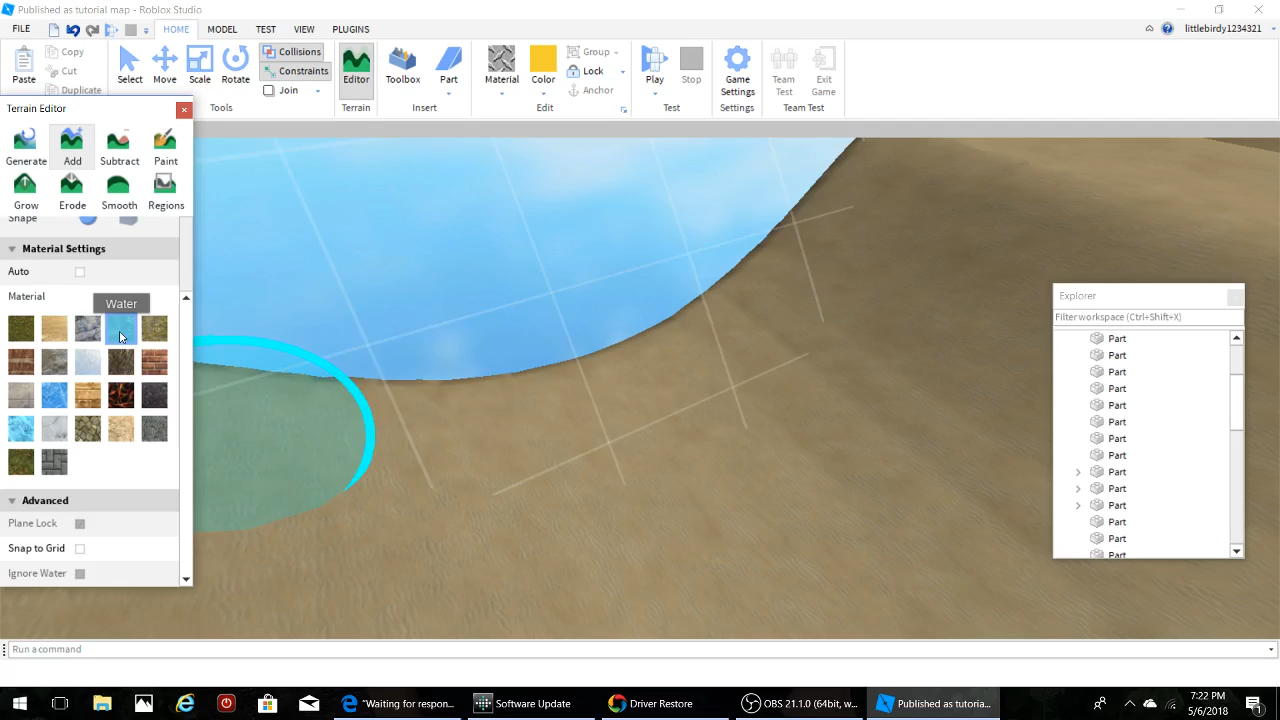 Published as tutorial map - Roblox Studio
FILE HOME MODEL TEST VIEW PLUGINS littlebirdy1234321
Paste Copy Cut Duplicate
Select Move Scale Rotate
Collisions Constraints Join
Editor Toolbox Part
Material Color Group Lock Anchor
Play Stop Game Settings Team Test Exit Game
Tools Terrain Insert Edit Test Settings Team Test
Terrain Editor
Generate Add Subtract Paint
Grow Erode Smooth Regions
Shape
Material Settings
Auto
Material
Water
Advanced
Plane Lock
Snap to Grid
Ignore Water
Explorer
Filter workspace (Ctrl+Shift+X)
Part
Part
Part
Part
Part
Part
Part
Part
Part
Part
Part
Part
Part
Part
Run a command
"Waiting for respon... Software Update Driver Restore OBS 21.1.0 (64bit, w... Published as tutoria...
7:22 PM
5/6/2018
1